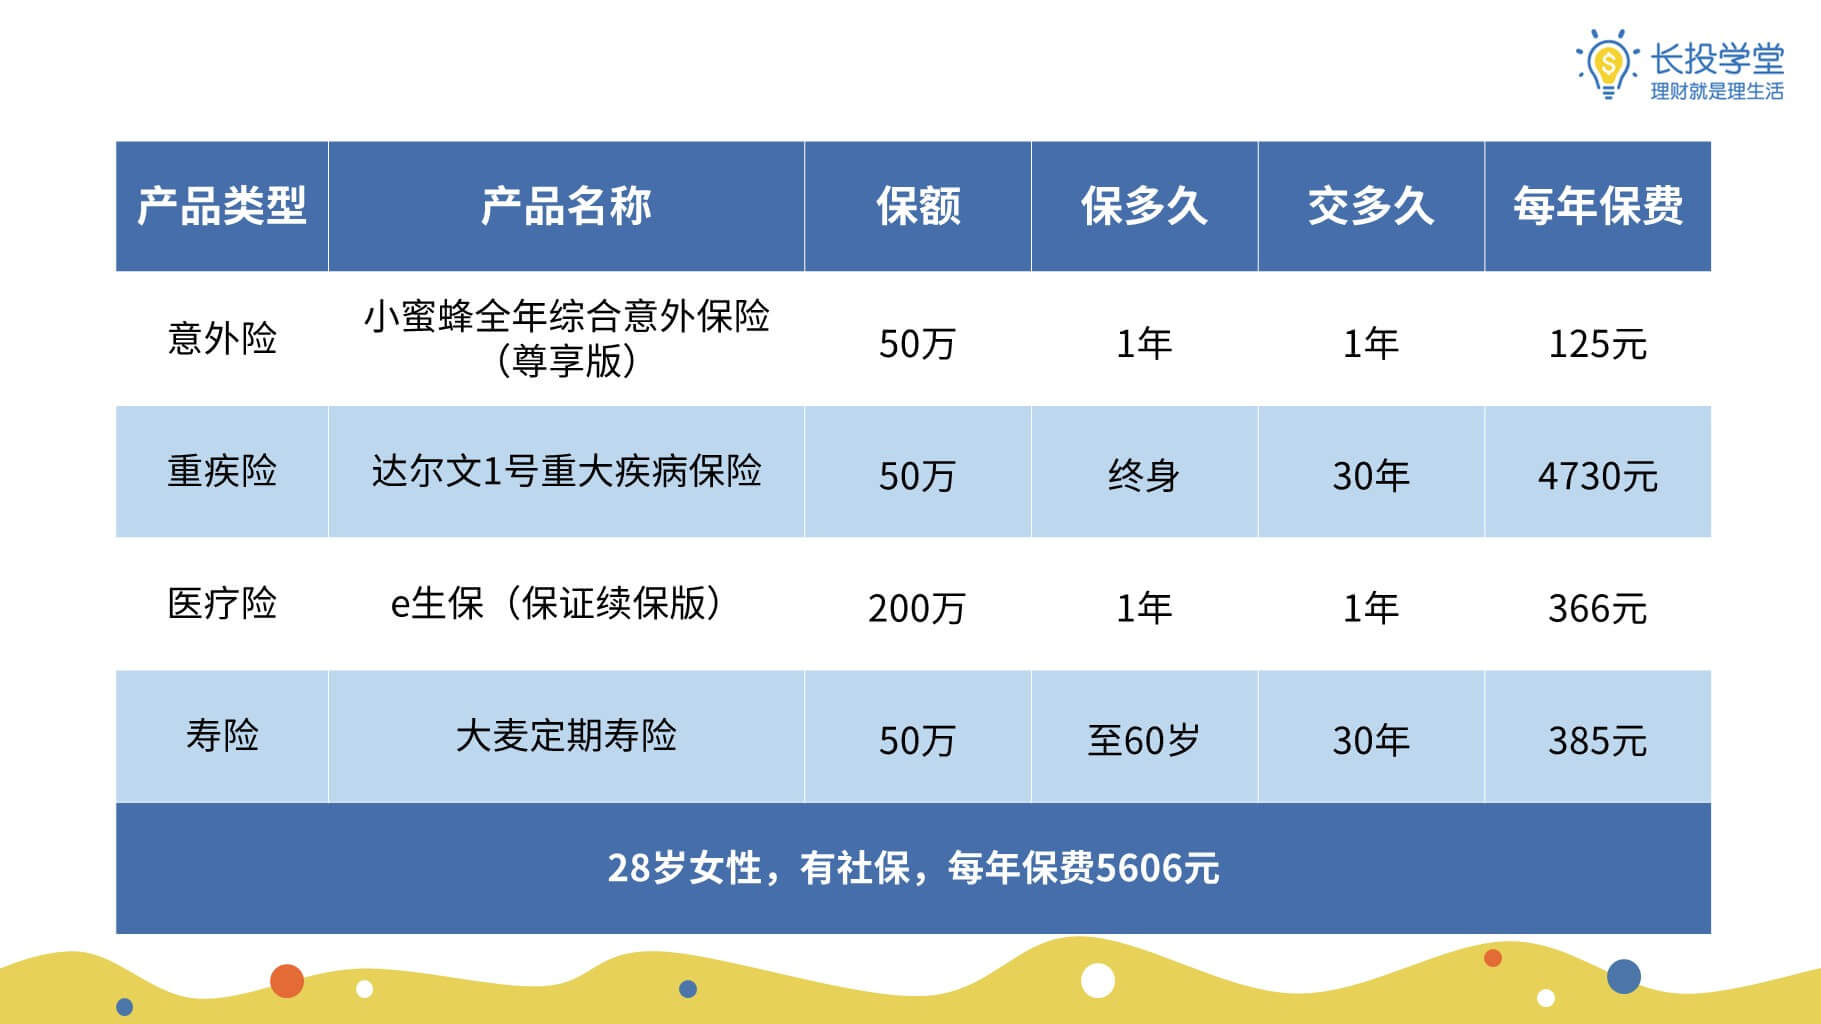 长投学堂
理财就是理生活
产品类型 产品名称 保额 保多久 交多久 每年保费
意外险 小蜜蜂全年综合意外保险（尊享版） 50万 1年 1年 125元
重疾险 达尔文1号重大疾病保险 50万 终身 30年 4730元
医疗险 e生保（保证续保版） 200万 1年 1年 366元
寿险 大麦定期寿险 50万 至60岁 30年 385元
28岁女性，有社保，每年保费5606元